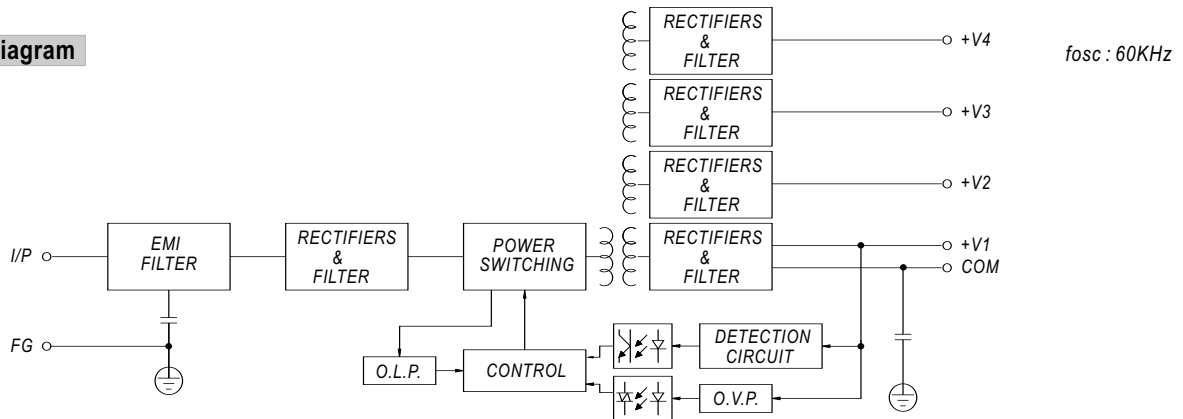 iagram
RECTIFIERS
&
FILTER
+V4
fosc : 60KHz
RECTIFIERS
&
FILTER
+V3
RECTIFIERS
&
FILTER
+V2
I/P
EMI
FILTER
RECTIFIERS
&
FILTER
POWER
SWITCHING
RECTIFIERS
&
FILTER
+V1
COM
FG
O.L.P.
CONTROL
DETECTION
CIRCUIT
O.V.P.